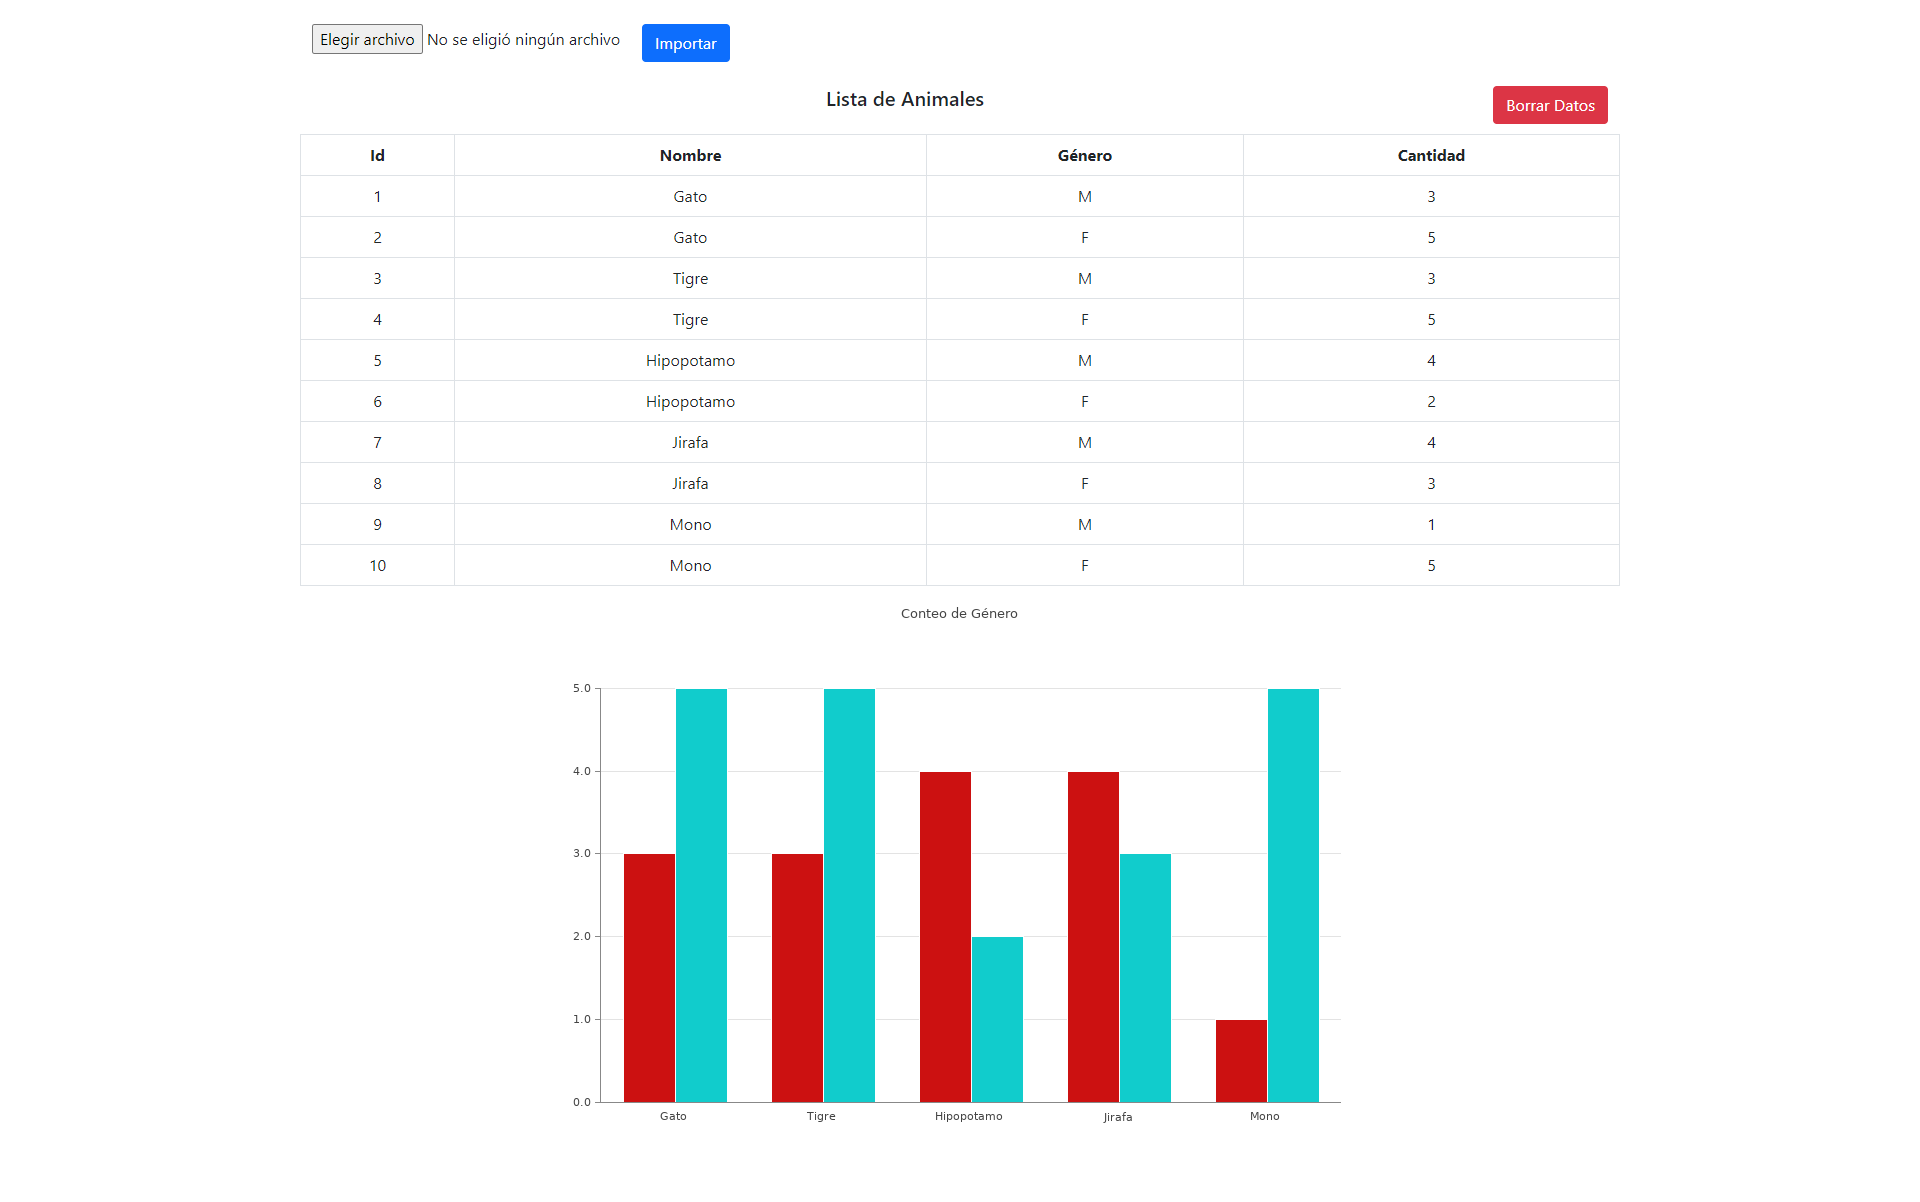 Elegir archivo No se eligió ningún archivo Importar
Lista de Animales Borrar Datos
Id Nombre Género Cantidad
1 Gato M 3
2 Gato F 5
3 Tigre M 3
4 Tigre F 5
5 Hipopotamo M 4
6 Hipopotamo F 2
7 Jirafa M 4
8 Jirafa F 3
9 Mono M 1
10 Mono F 5
Conteo de Género
5.0
4.0
3.0
2.0
1.0
0.0
Gato Tigre Hipopotamo Jirafa Mono